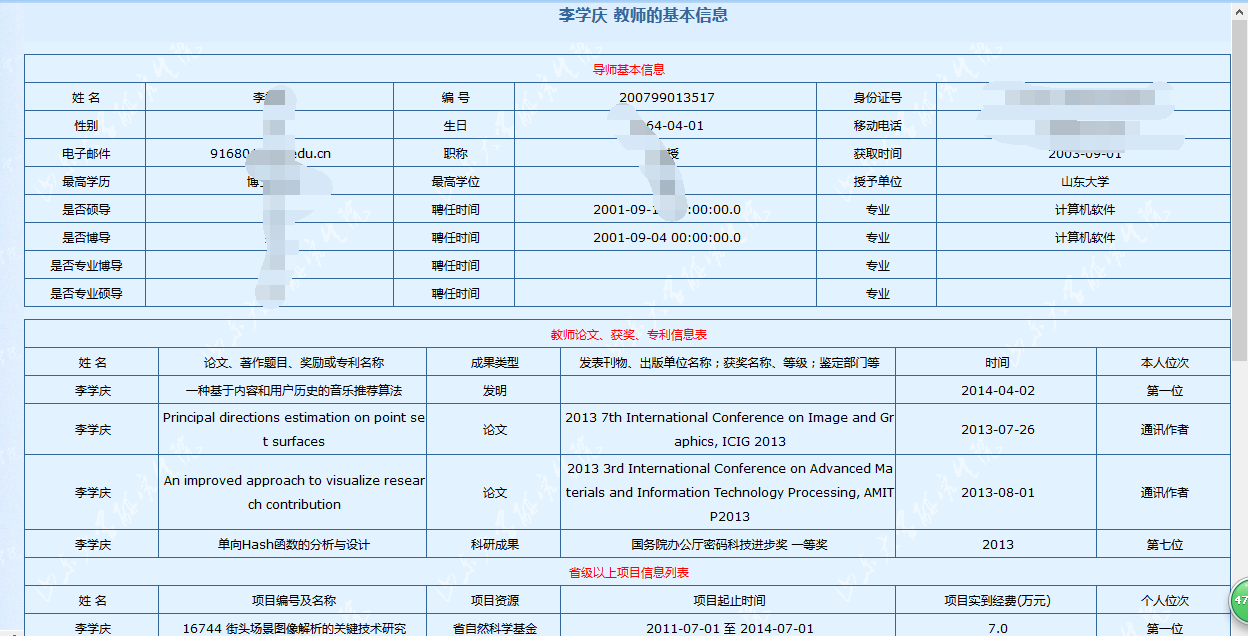 李学庆 教师的基本信息
导师基本信息
姓 名 李 编 号 200799013517 身份证号
性别 生日 64-04-01 移动电话
电子邮件 9168 edu.cn 职称 授 获取时间 2003-09-01
最高学历 博 最高学位 授予单位 山东大学
是否硕导 聘任时间 2001-09- :00:00.0 专业 计算机软件
是否博导 聘任时间 2001-09-04 00:00:00.0 专业 计算机软件
是否专业博导 聘任时间 专业
是否专业硕导 聘任时间 专业
教师论文、获奖、专利信息表
姓 名 论文、著作题目、奖励或专利名称 成果类型 发表刊物、出版单位名称；获奖名称、等级；鉴定部门等 时间 本人位次
李学庆 一种基于内容和用户历史的音乐推荐算法 发明 2014-04-02 第一位
Principal directions estimation on point se
t surfaces
李学庆 论文
2013 7th International Conference on Image and Gr
aphics, ICIG 2013
2013-07-26 通讯作者
An improved approach to visualize resear
ch contribution
李学庆 论文
2013 3rd International Conference on Advanced Ma
terials and Information Technology Processing, AMIT
P2013
2013-08-01 通讯作者
李学庆 单向Hash函数的分析与设计 科研成果 国务院办公厅密码科技进步奖 一等奖 2013 第七位
省级以上项目信息列表
姓 名 项目编号及名称 项目资源 项目起止时间 项目实到经费(万元) 个人位次
李学庆 16744 街头场景图像解析的关键技术研究 省自然科学基金 2011-07-01 至 2014-07-01 7.0 第一位
47